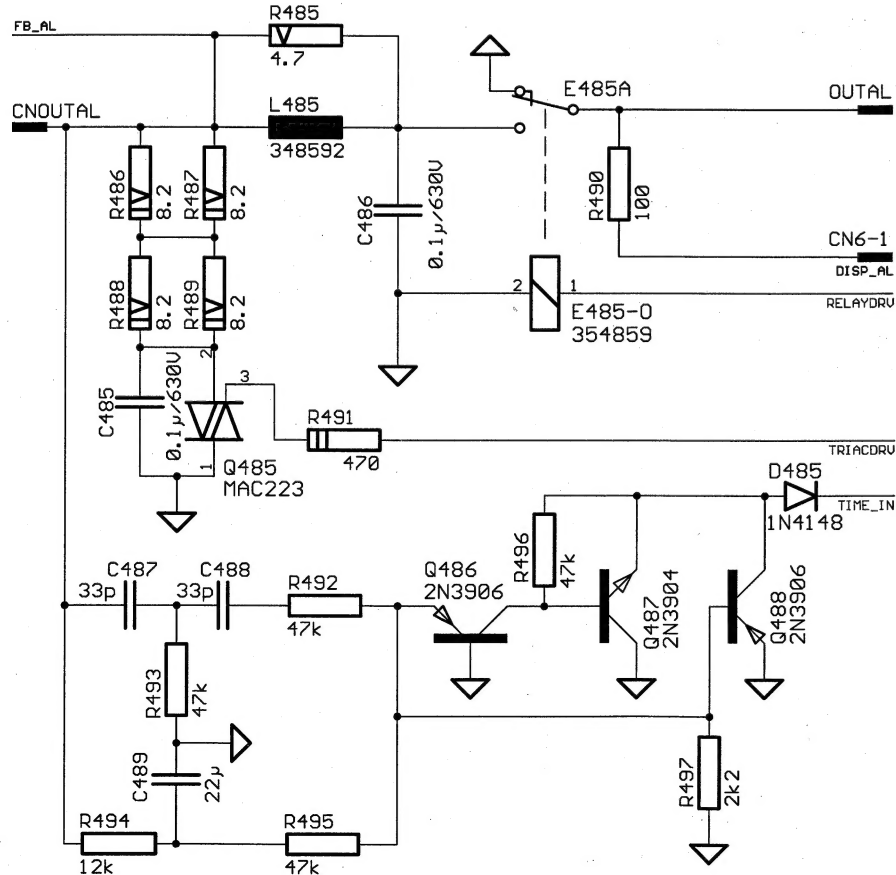 R485
FB_AL
4.7
E485A
CNOUTAL
L485
OUTAL
348592
R486
8.2
R487
8.2
C486
0.1µ/630V
R490
100
CN6-1
DISP_AL
R488
8.2
R489
8.2
2
1
RELAYDRV
E485-O
354859
C485
0.1µ/630V
2
3
R491
470
TRIACDRV
1
Q485
MAC223
D485
1N4148
TIME_IN
R496
47k
C487
33p
C488
33p
R492
47k
Q486
2N3906
Q487
2N3904
Q488
2N3906
R493
47k
C489
22µ
R497
2k2
R494
12k
R495
47k